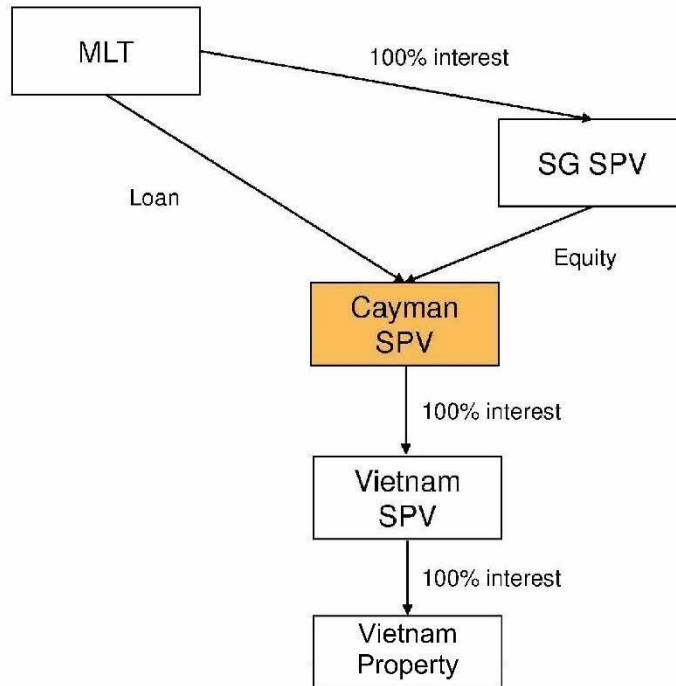 MLT
100% interest
SG SPV
Loan
Equity
Cayman
SPV
100% interest
Vietnam
SPV
100% interest
Vietnam
Property